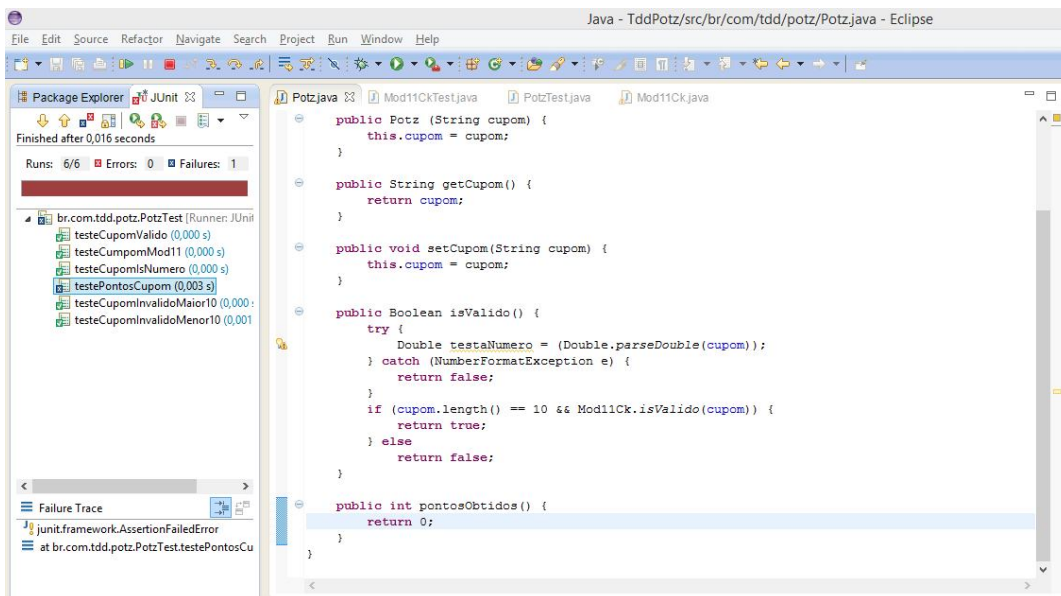 Java - TddPotz/src/br/com/tdd/potz/Potz.java - Eclipse
File Edit Source Refactor Navigate Search Project Run Window Help
Package Explorer JUnit
Finished after 0,016 seconds
Runs: 6/6 Errors: 0 Failures: 1
br.com.tdd.potz.PotzTest [Runner: JUnit
testeCupomValido (0,000 s)
testeCumpomMod11 (0,000 s)
testeCupomIsNumero (0,000 s)
testePontosCupom (0,003 s)
testeCupomInvalidoMaior10 (0,000 s
testeCupomInvalidoMenor10 (0,001
Failure Trace
junit.framework.AssertionFailedError
at br.com.tdd.potz.PotzTest.testePontosCu
Potz.java Mod11CkTest.java PotzTest.java Mod11Ck.java
public Potz (String cupom) {
this.cupom = cupom;
}
public String getCupom() {
return cupom;
}
public void setCupom(String cupom) {
this.cupom = cupom;
}
public Boolean isValido() {
try {
Double testaNumero = (Double.parseDouble(cupom));
} catch (NumberFormatException e) {
return false;
}
if (cupom.length() == 10 && Mod11Ck.isValido(cupom)) {
return true;
} else
return false;
}
public int pontosObtidos() {
return 0;
}
}